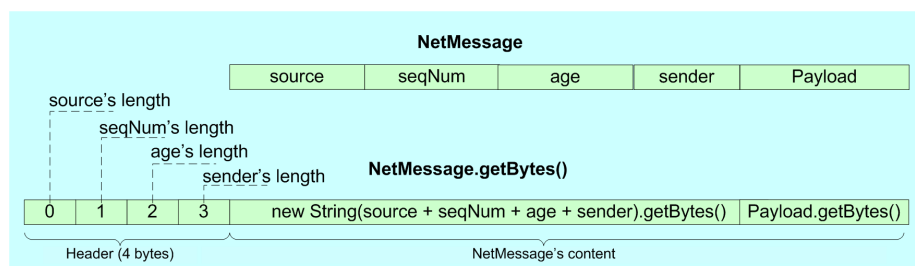 NetMessage
source seqNum age sender Payload
source's length
seqNum's length
age's length
sender's length
NetMessage.getBytes()
0 1 2 3 new String(source + seqNum + age + sender).getBytes() Payload.getBytes()
Header (4 bytes) NetMessage's content